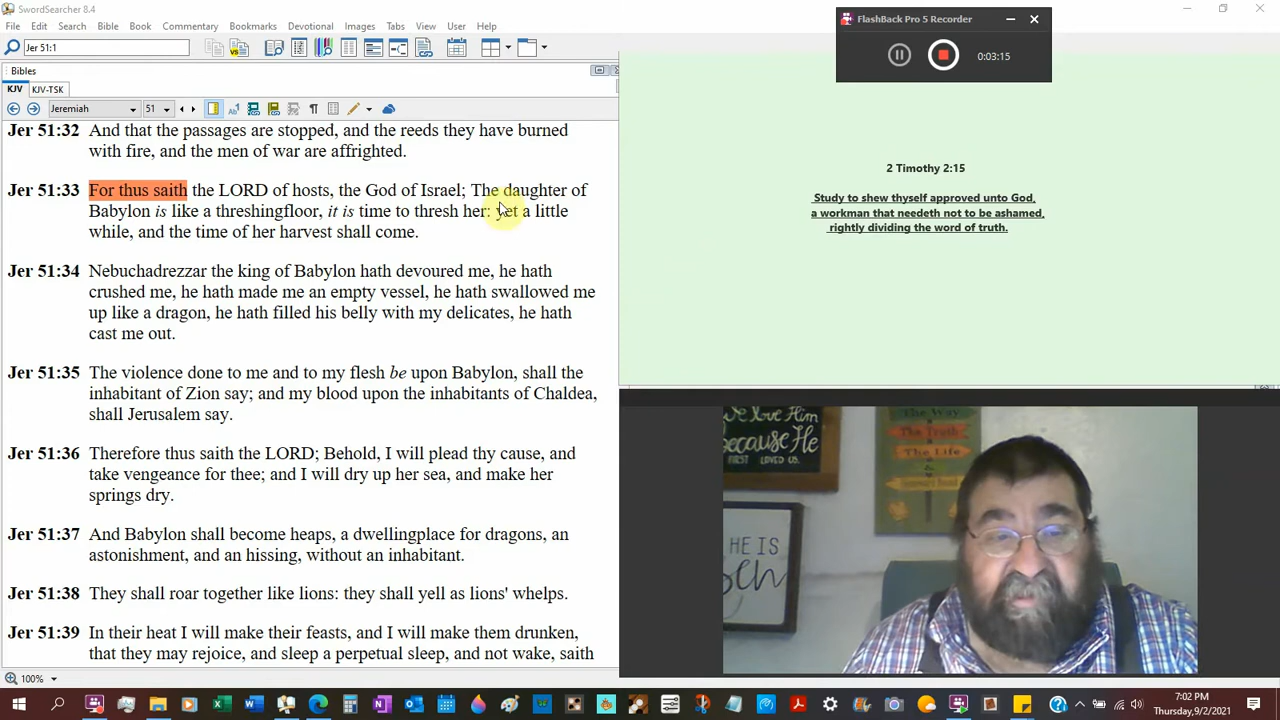 SwordSearcher
FlashBack Pro 5 Recorder
File Edit Search Bible Book Commentary Bookmarks Devotional Images Tabs View User Help
Jer 51:1
VS
0:03:15
Bibles
KJV KJV-TSK
Jeremiah 51
Jer 51:32 And that the passages are stopped, and the reeds they have burned
with fire, and the men of war are affrighted.
Jer 51:33 For thus saith the LORD of hosts, the God of Israel; The daughter of
Babylon is like a threshingfloor, it is time to thresh her: yet a little
while, and the time of her harvest shall come.
Jer 51:34 Nebuchadrezzar the king of Babylon hath devoured me, he hath
crushed me, he hath made me an empty vessel, he hath swallowed me
up like a dragon, he hath filled his belly with my delicates, he hath
cast me out.
Jer 51:35 The violence done to me and to my flesh be upon Babylon, shall the
inhabitant of Zion say; and my blood upon the inhabitants of Chaldea,
shall Jerusalem say.
Jer 51:36 Therefore thus saith the LORD; Behold, I will plead thy cause, and
take vengeance for thee; and I will dry up her sea, and make her
springs dry.
Jer 51:37 And Babylon shall become heaps, a dwellingplace for dragons, an
astonishment, and an hissing, without an inhabitant.
Jer 51:38 They shall roar together like lions: they shall yell as lions' whelps.
Jer 51:39 In their heat I will make their feasts, and I will make them drunken,
that they may rejoice, and sleep a perpetual sleep, and not wake, saith
100%
2 Timothy 2:15
Study to shew thyself approved unto God,
a workman that needeth not to be ashamed,
rightly dividing the word of truth.
We love Him
because He
FIRST LOVED US.
The Way
The Truth
The Life
HE IS
7:02 PM
Thursday,9/2/2021